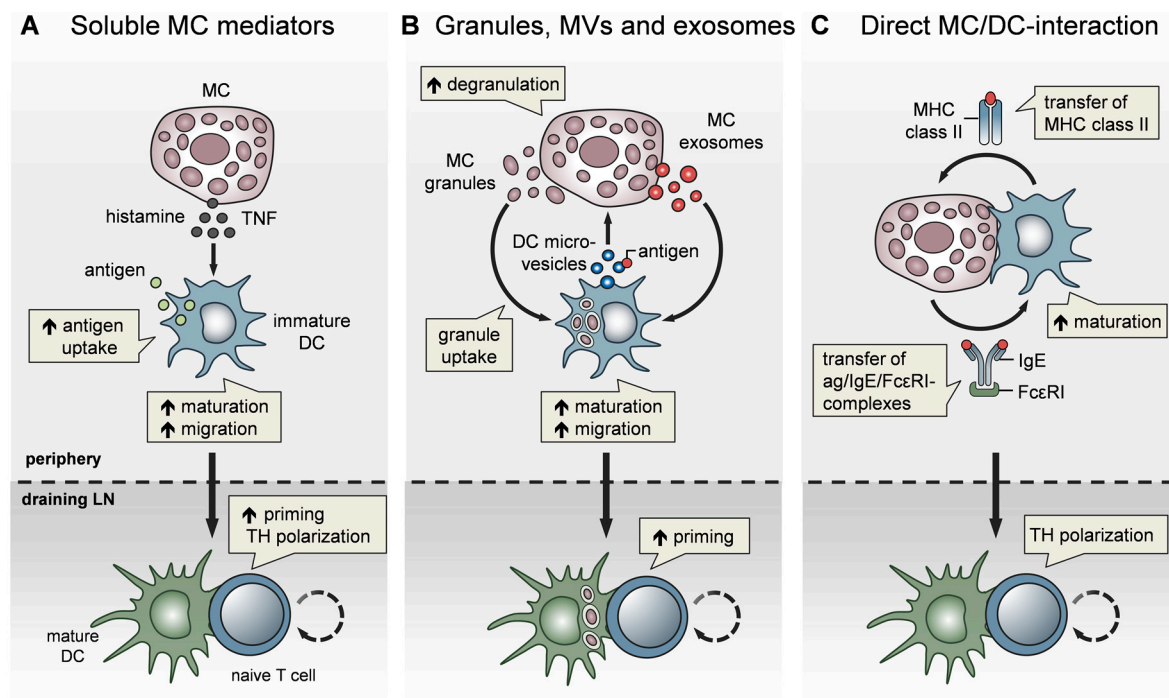 A Soluble MC mediators
MC
histamine
TNF
antigen
🡹 antigen
uptake
immature
DC
🡹 maturation
🡹 migration
periphery
draining LN
🡹 priming
TH polarization
mature
DC
naive T cell
B Granules, MVs and exosomes
🡹 degranulation
MC
granules
MC
exosomes
DC micro-
vesicles
antigen
granule
uptake
🡹 maturation
🡹 migration
🡹 priming
C Direct MC/DC-interaction
MHC
class II
transfer of
MHC class II
🡹 maturation
transfer of
ag/IgE/FcεRI-
complexes
IgE
FcεRI
TH polarization